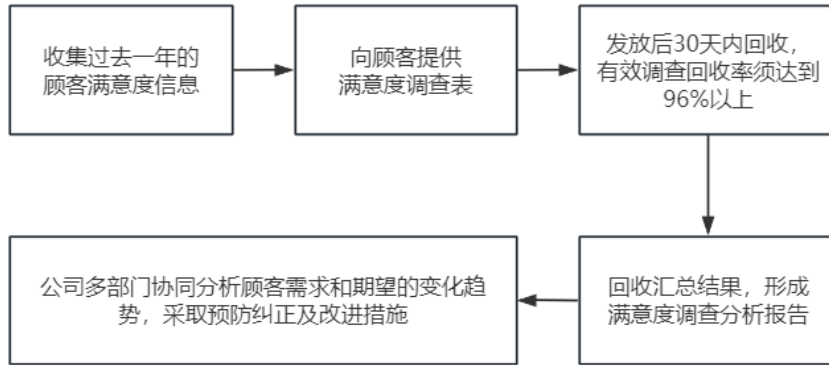 收集过去一年的
顾客满意度信息
向顾客提供
满意度调查表
发放后30天内回收，
有效调查回收率须达到
96%以上
回收汇总结果，形成
满意度调查分析报告
公司多部门协同分析顾客需求和期望的变化趋
势，采取预防纠正及改进措施